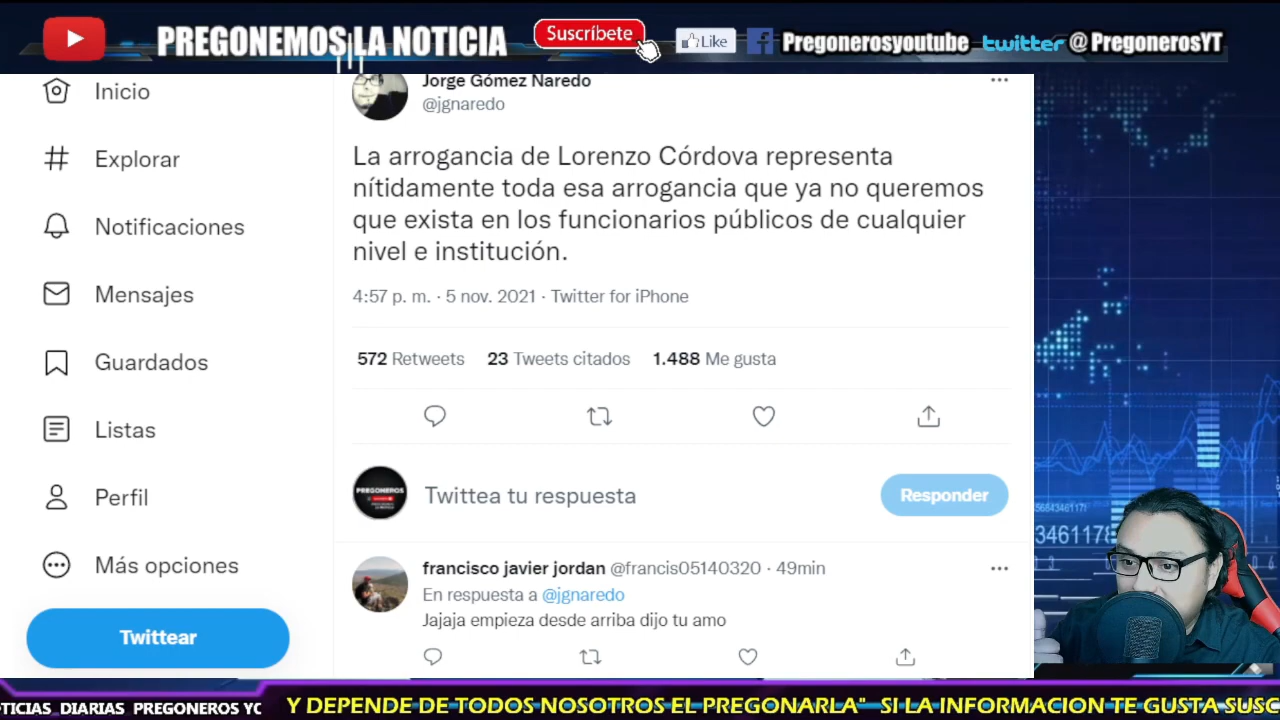 PREGONEMOS LA NOTICIA
Suscríbete
Like
Pregonerosyoutube
twitter @PregonerosYT
Inicio
Explorar
Notificaciones
Mensajes
Guardados
Listas
Perfil
Más opciones
Twittear
Jorge Gómez Naredo
@jgnaredo
La arrogancia de Lorenzo Córdova representa
nítidamente toda esa arrogancia que ya no queremos
que exista en los funcionarios públicos de cualquier
nivel e institución.
4:57 p. m. · 5 nov. 2021 · Twitter for iPhone
572 Retweets 23 Tweets citados 1.488 Me gusta
PREGONEROS
Twittea tu respuesta
Responder
francisco javier jordan @francis05140320 · 49min
En respuesta a @jgnaredo
Jajaja empieza desde arriba dijo tu amo
TICIAS_DIARIAS PREGONEROS YO
Y DEPENDE DE TODOS NOSOTROS EL PREGONARLA" SI LA INFORMACION TE GUSTA SUSC